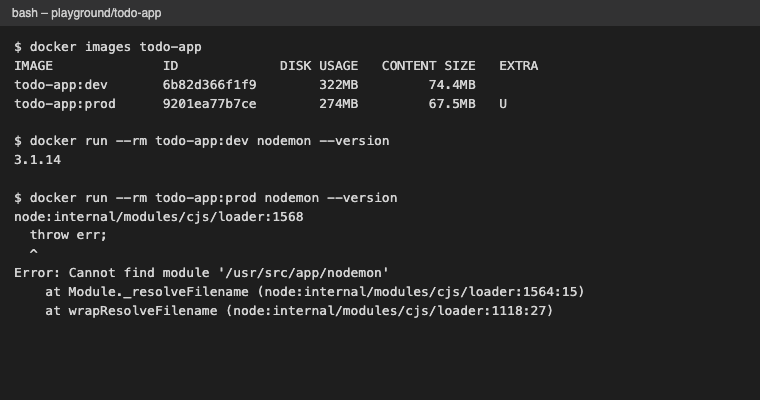 bash – playground/todo-app
$ docker images todo-app
IMAGE              ID             DISK USAGE   CONTENT SIZE   EXTRA
todo-app:dev       6b82d366f1f9        322MB         74.4MB
todo-app:prod      9201ea77b7ce        274MB         67.5MB   U
$ docker run --rm todo-app:dev nodemon --version
3.1.14
$ docker run --rm todo-app:prod nodemon --version
node:internal/modules/cjs/loader:1568
  throw err;
  ^
Error: Cannot find module '/usr/src/app/nodemon'
    at Module._resolveFilename (node:internal/modules/cjs/loader:1564:15)
    at wrapResolveFilename (node:internal/modules/cjs/loader:1118:27)